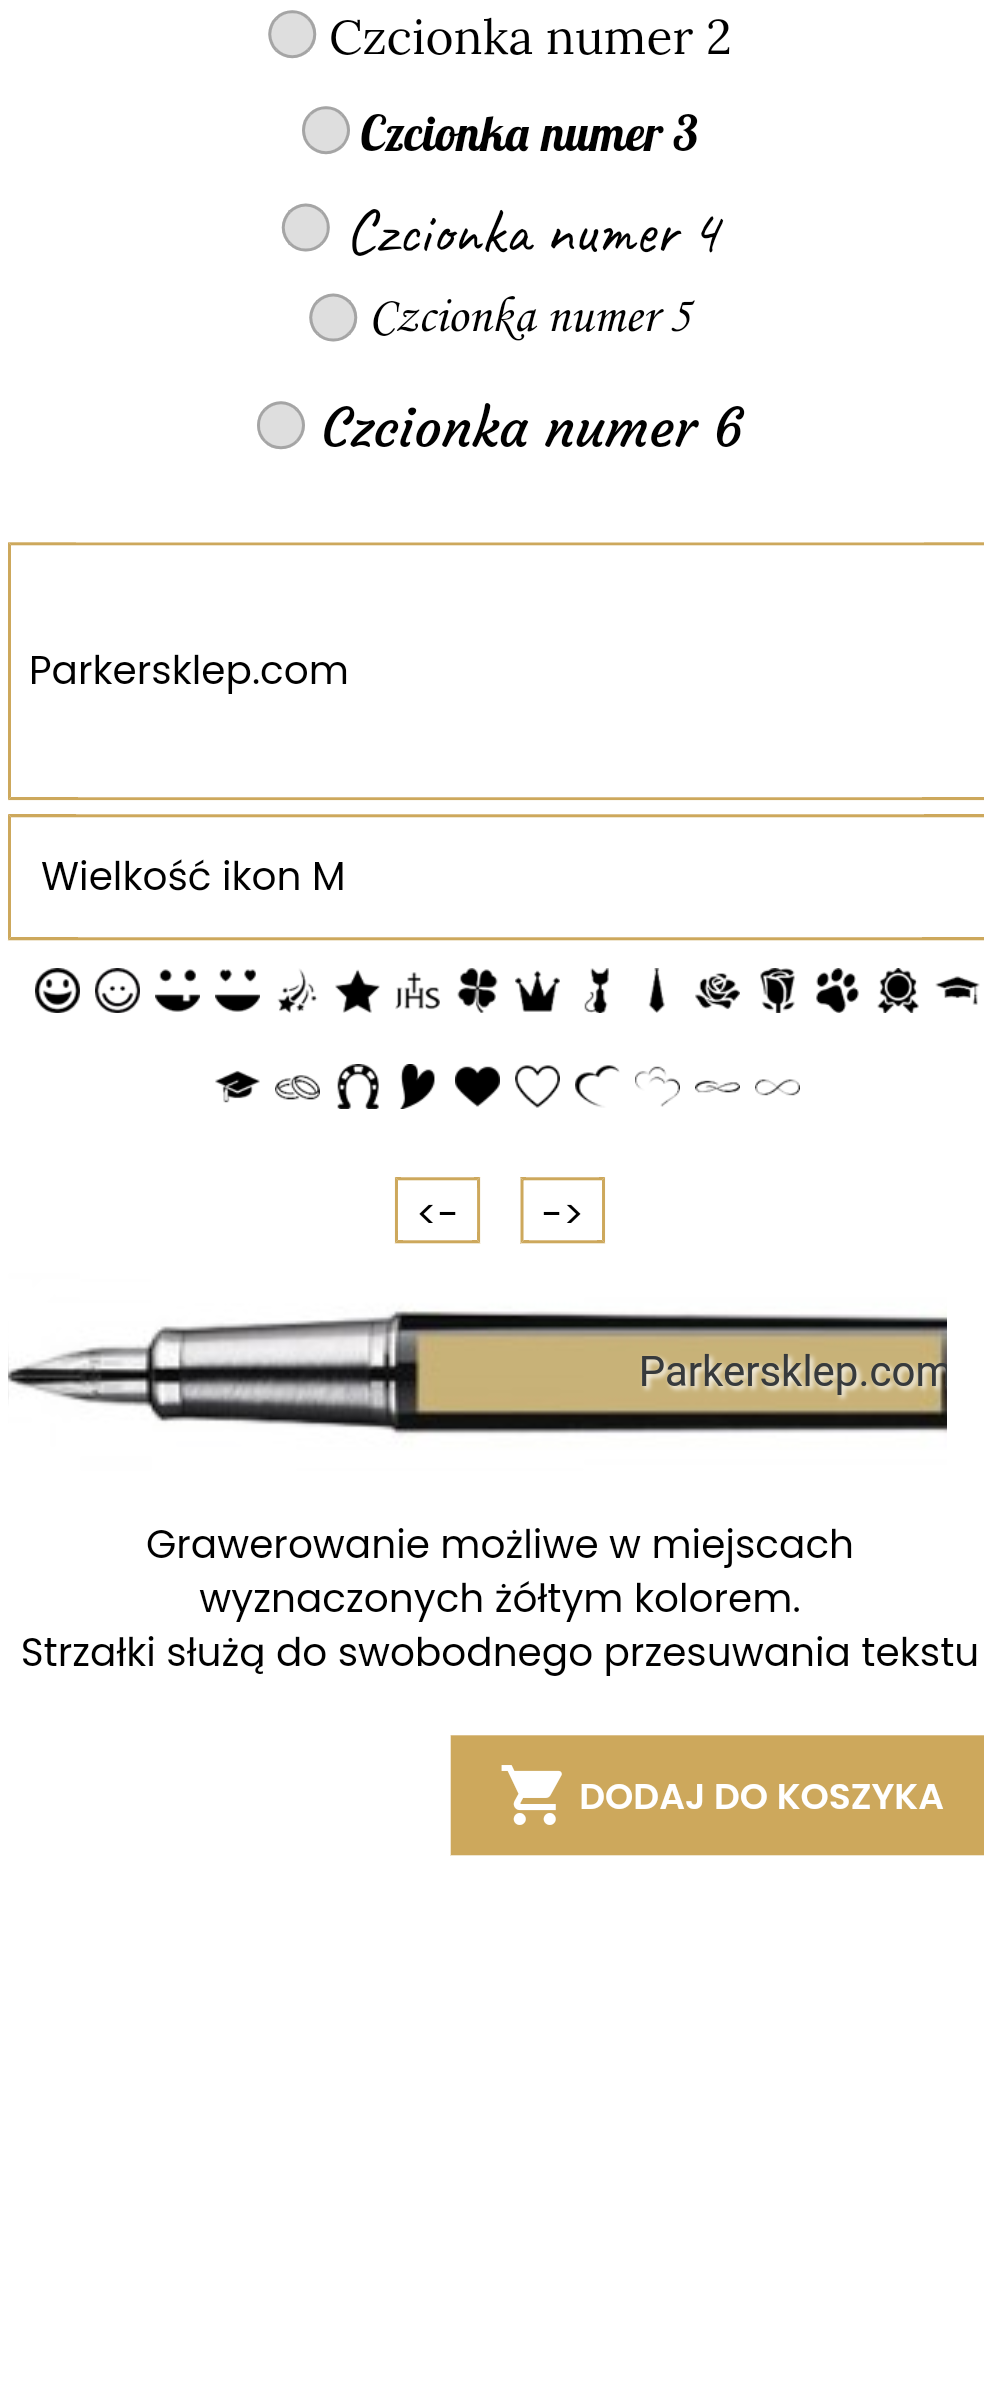 Czcionka numer 2
Czcionka numer 3
Czcionka numer 4
Czcionka numer 5
Czcionka numer 6
Parkersklep.com
Wielkość ikon M
JHS
<-  ->
Parkersklep.com
Grawerowanie możliwe w miejscach
wyznaczonych żółtym kolorem.
Strzałki służą do swobodnego przesuwania tekstu
DODAJ DO KOSZYKA